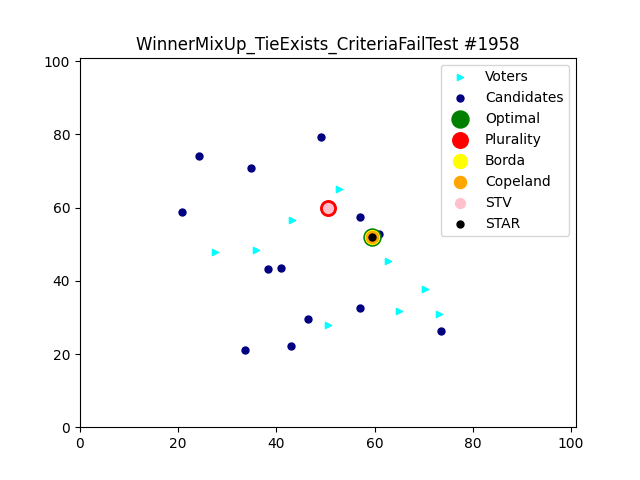 WinnerMixUp_TieExists_CriteriaFailTest #1958
100
80
60
40
20
0
0 20 40 60 80 100
Voters
Candidates
Optimal
Plurality
Borda
Copeland
STV
STAR